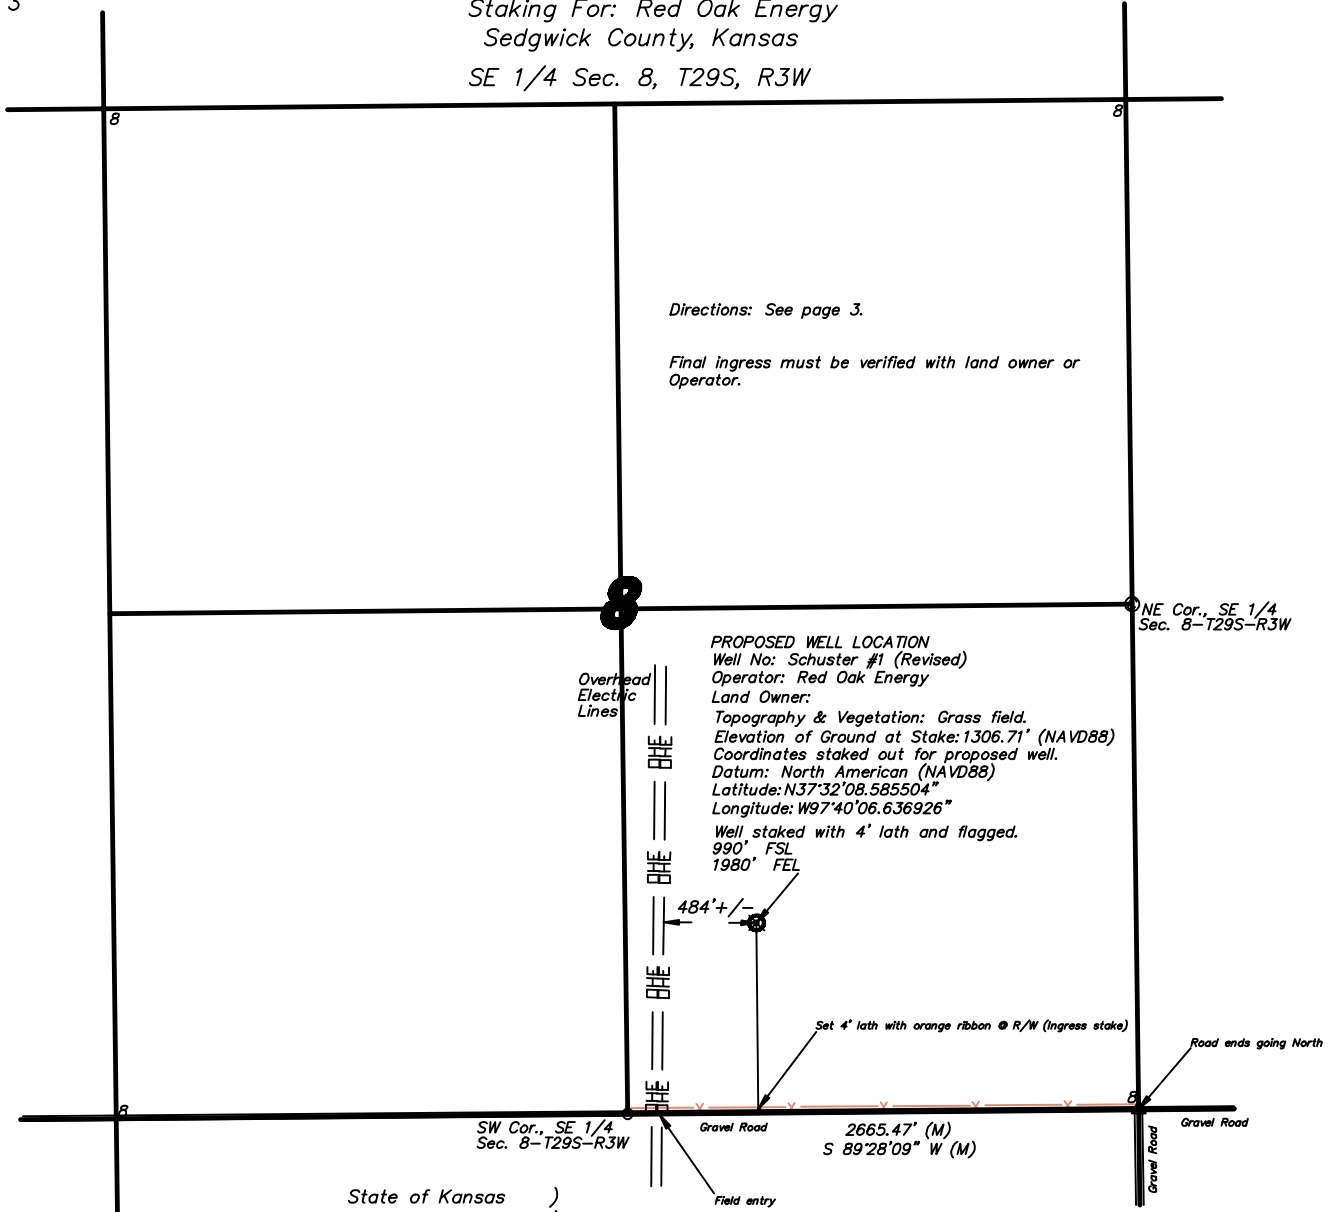 3
Staking For: Red Oak Energy
Sedgwick County, Kansas
SE 1/4 Sec. 8, T29S, R3W
8
8
Directions: See page 3.
Final ingress must be verified with land owner or
Operator.
8
NE Cor., SE 1/4
Sec. 8-T29S-R3W
PROPOSED WELL LOCATION
Well No: Schuster #1 (Revised)
Operator: Red Oak Energy
Land Owner:
Topography & Vegetation: Grass field.
Elevation of Ground at Stake: 1306.71' (NAVD88)
Coordinates staked out for proposed well.
Datum: North American (NAVD88)
Latitude: N37°32'08.585504"
Longitude: W97°40'06.636926"
Well staked with 4' lath and flagged.
990' FSL
1980' FEL
Overhead
Electric
Lines
OHE
OHE
484'+/-
OHE
Set 4' lath with orange ribbon @ R/W (Ingress stake)
Road ends going North
OHE
8
8
SW Cor., SE 1/4
Sec. 8-T29S-R3W
Gravel Road
2665.47' (M)
S 89°28'09" W (M)
Gravel Road
Gravel Road
Field entry
State of Kansas )